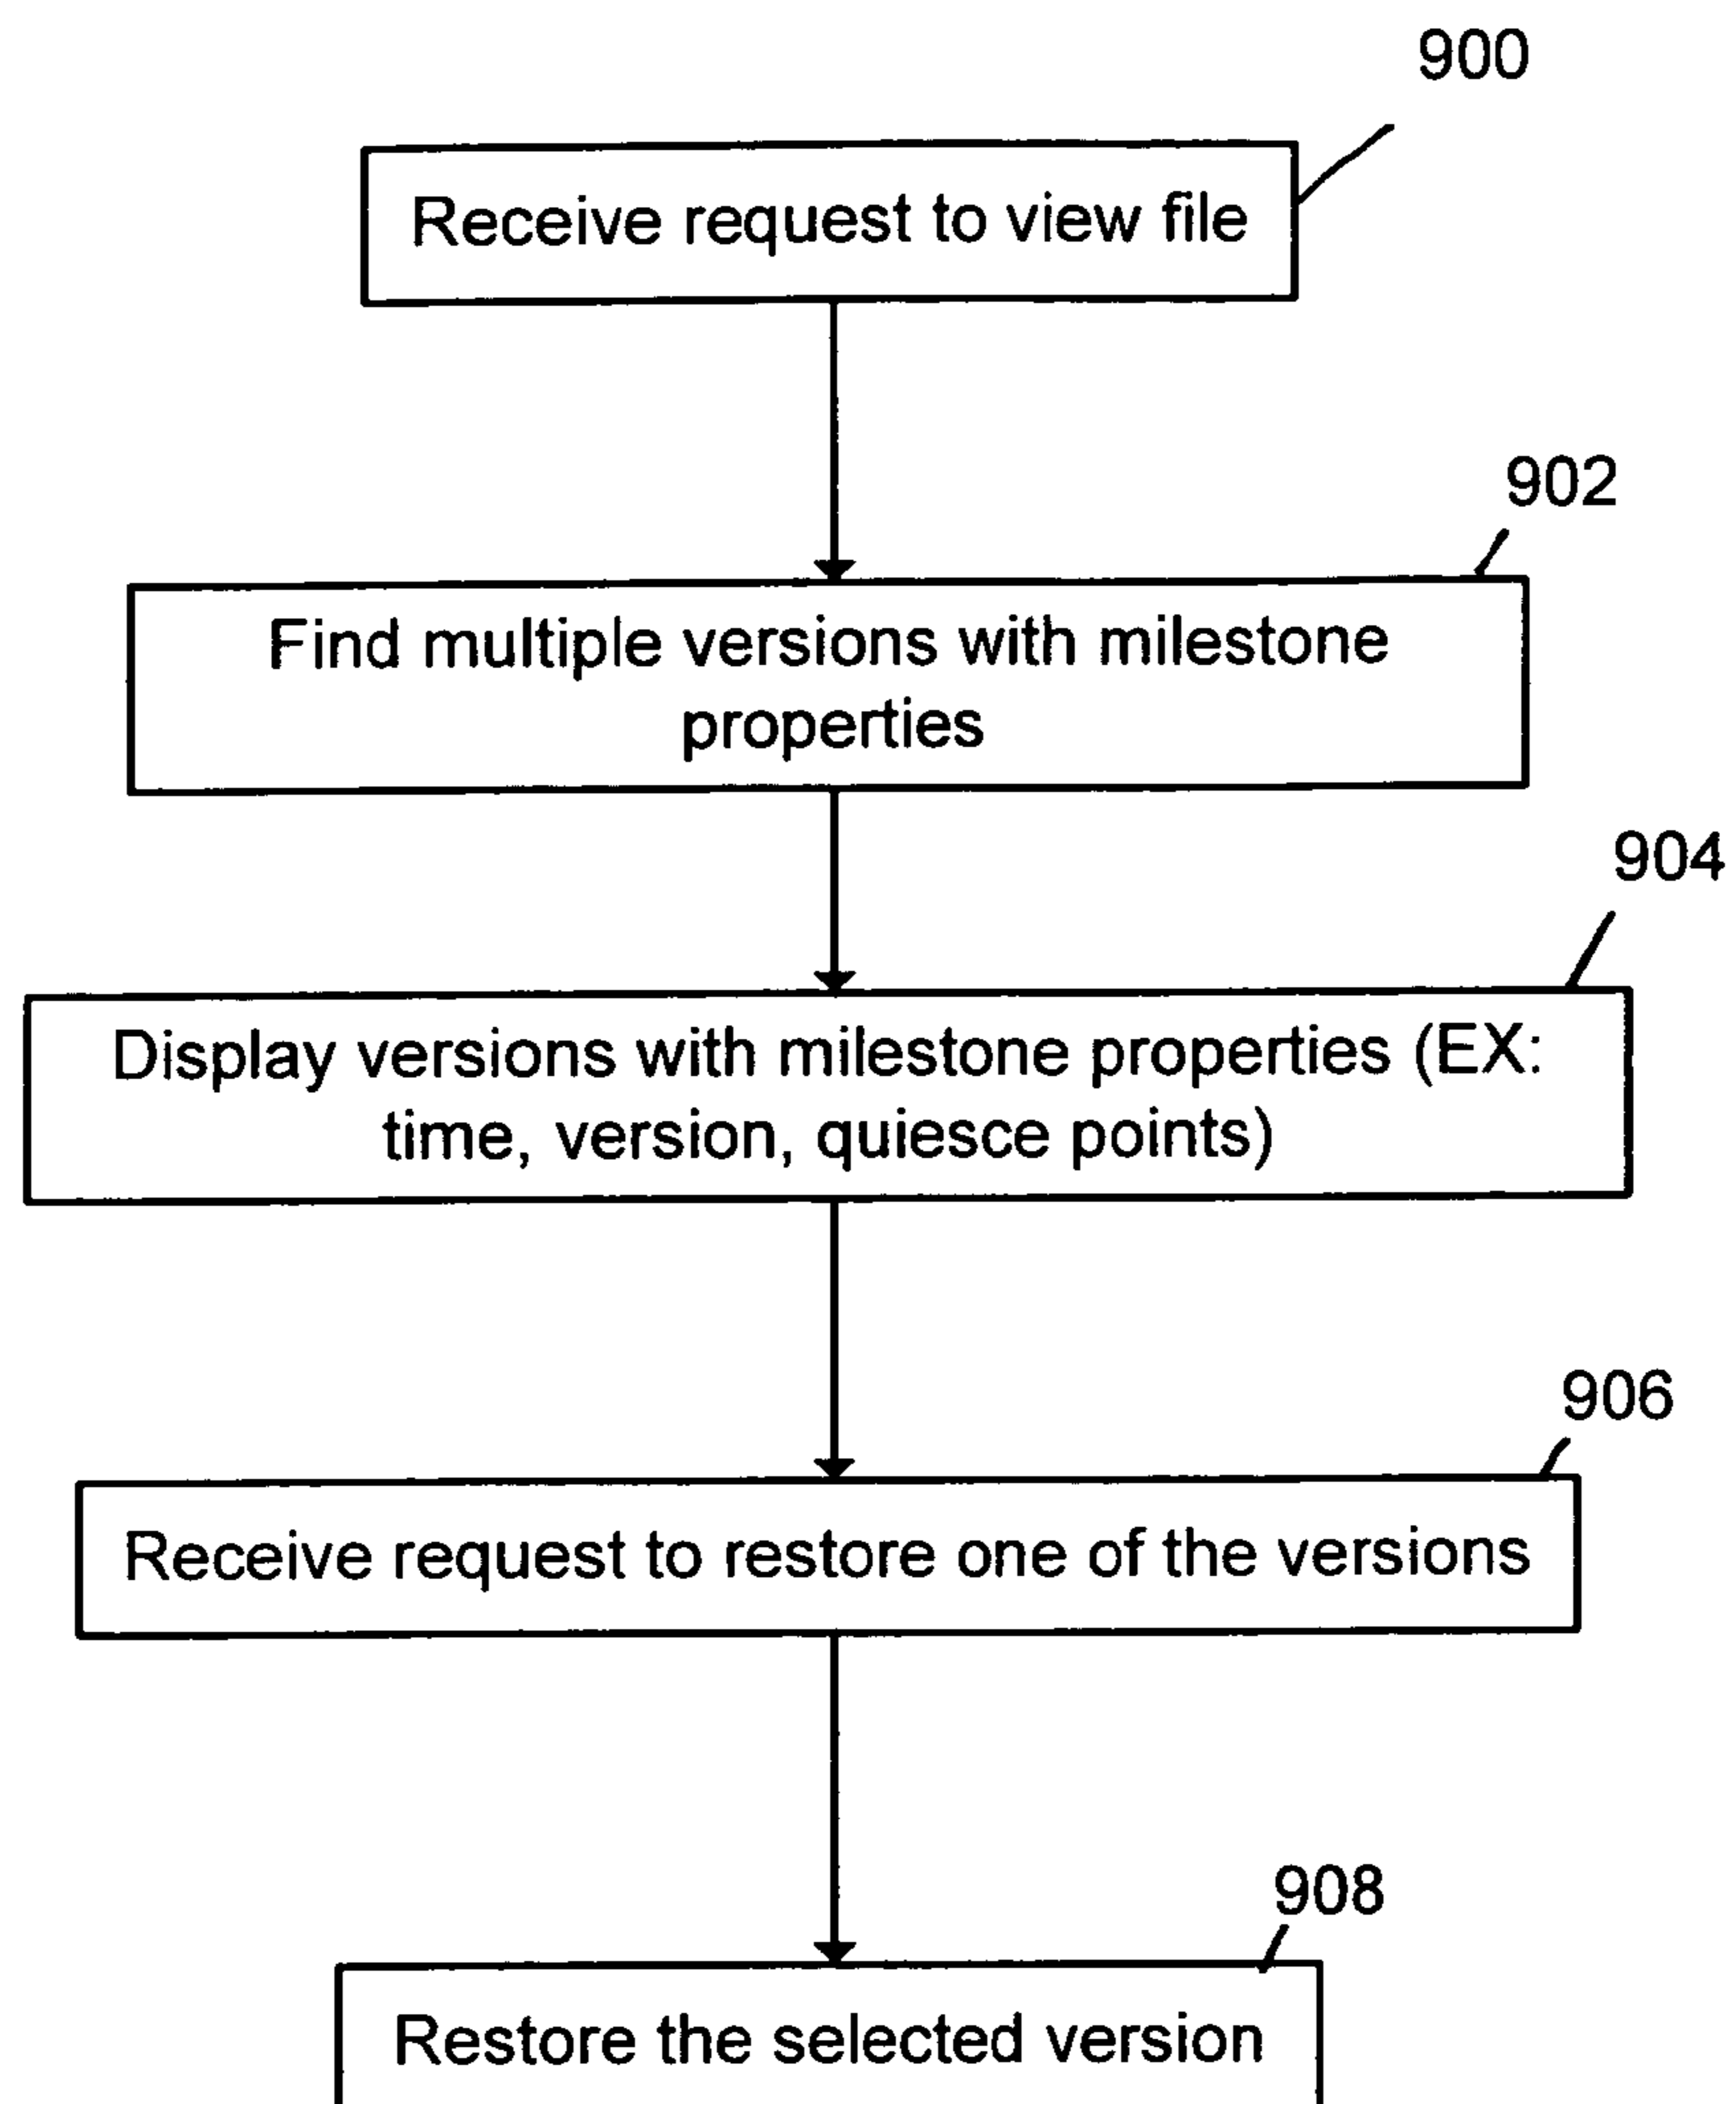 900
Receive request to view file
902
Find multiple versions with milestone
properties
904
Display versions with milestone properties (EX:
time, version, quiesce points)
906
Receive request to restore one of the versions
908
Restore the selected version